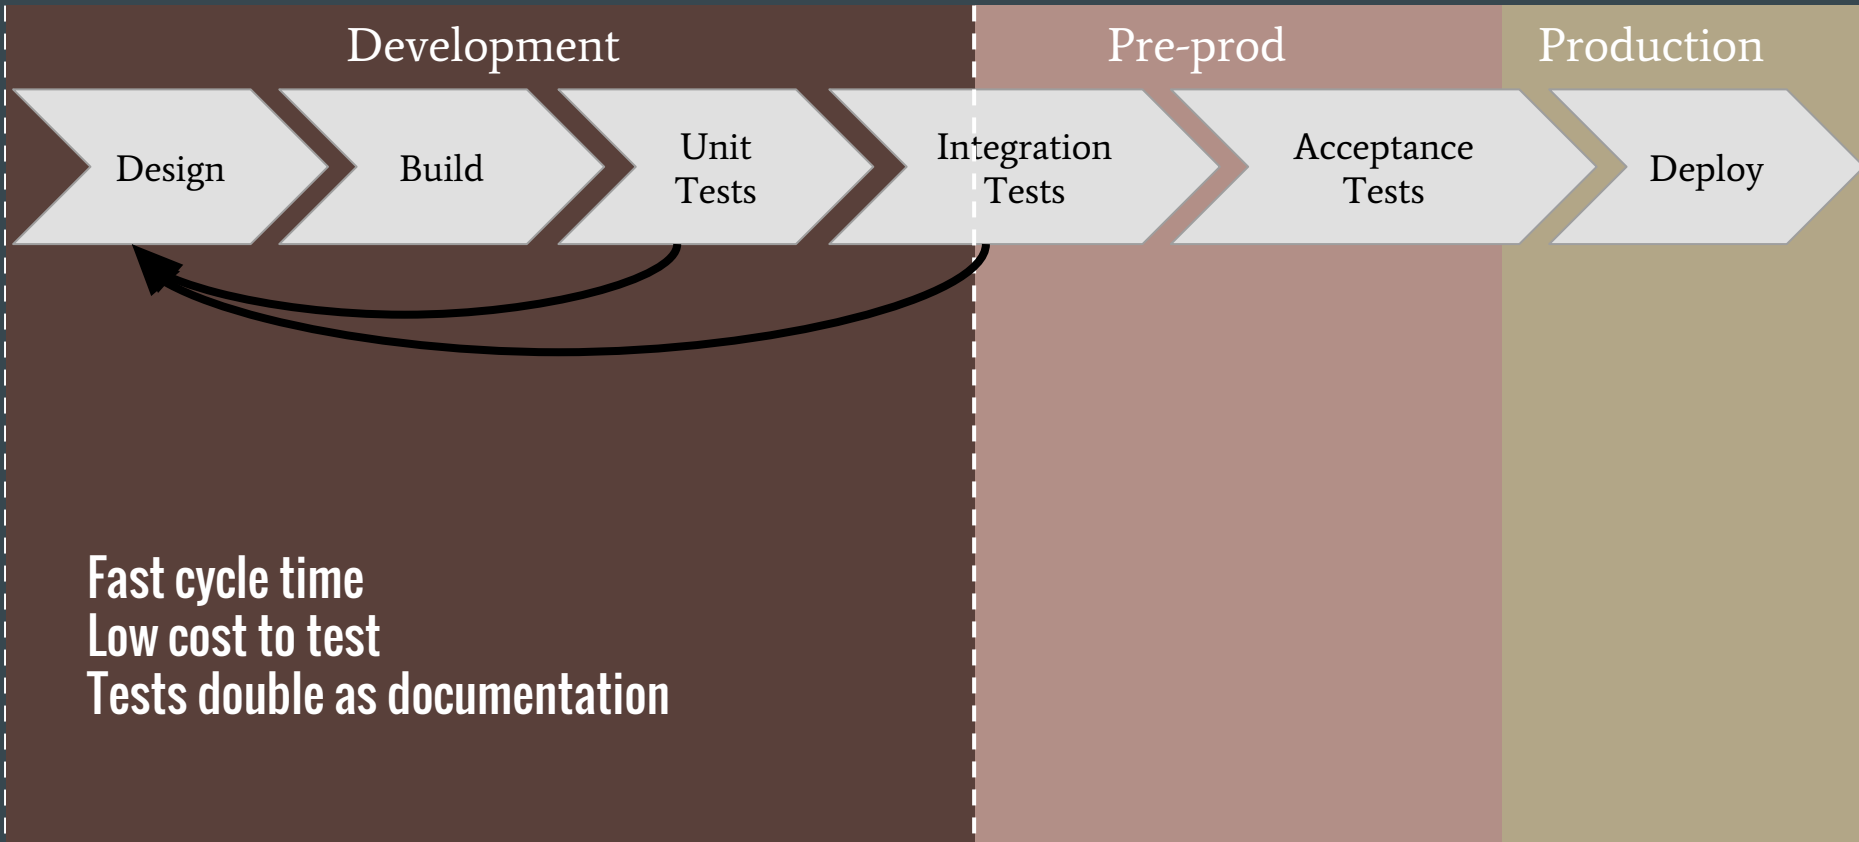 Development
Pre-prod
Production
Design
Build
Unit
Tests
Integration
Tests
Acceptance
Tests
Deploy
Fast cycle time
Low cost to test
Tests double as documentation